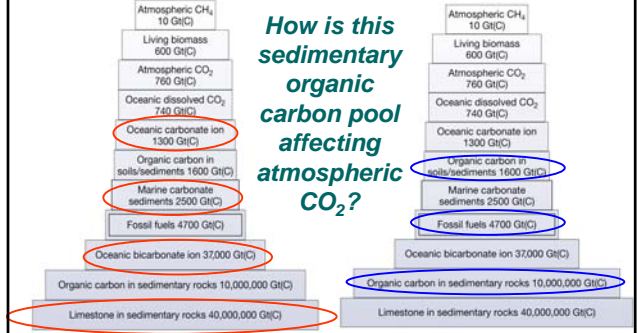 Atmospheric CH₄
10 Gt(C)
Living biomass
600 Gt(C)
Atmospheric CO₂
760 Gt(C)
Oceanic dissolved CO₂
740 Gt(C)
Oceanic carbonate ion
1300 Gt(C)
Organic carbon in
soils/sediments 1600 Gt(C)
Marine carbonate
sediments 2500 Gt(C)
Fossil fuels 4700 Gt(C)
Oceanic bicarbonate ion 37,000 Gt(C)
Organic carbon in sedimentary rocks 10,000,000 Gt(C)
Limestone in sedimentary rocks 40,000,000 Gt(C)
How is this
sedimentary
organic
carbon pool
affecting
atmospheric
CO₂?
Atmospheric CH₄
10 Gt(C)
Living biomass
600 Gt(C)
Atmospheric CO₂
760 Gt(C)
Oceanic dissolved CO₂
740 Gt(C)
Oceanic carbonate ion
1300 Gt(C)
Organic carbon in
soils/sediments 1600 Gt(C)
Marine carbonate
sediments 2500 Gt(C)
Fossil fuels 4700 Gt(C)
Oceanic bicarbonate ion 37,000 Gt(C)
Organic carbon in sedimentary rocks 10,000,000 Gt(C)
Limestone in sedimentary rocks 40,000,000 Gt(C)